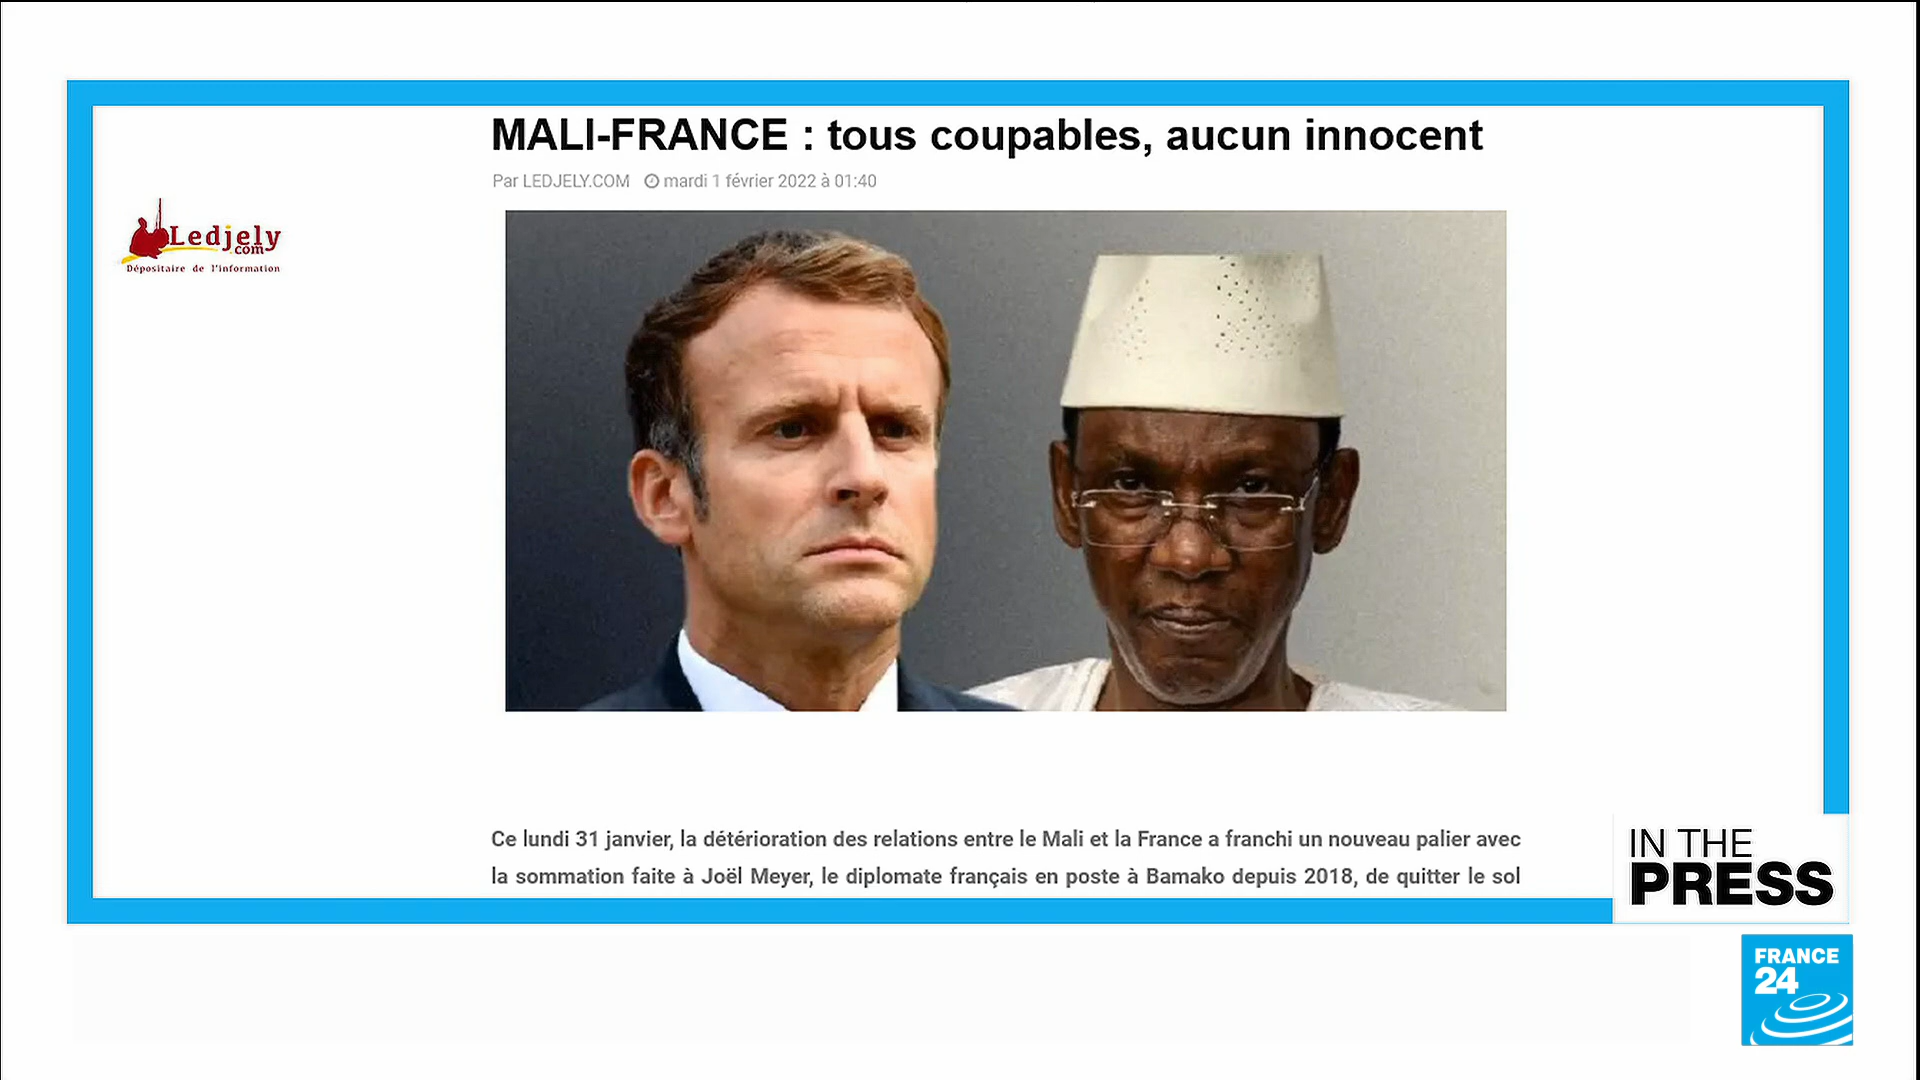 MALI-FRANCE : tous coupables, aucun innocent
Par LEDJELY.COM mardi 1 février 2022 à 01:40
Ledjely
.com
Dépositaire de l'information
Ce lundi 31 janvier, la détérioration des relations entre le Mali et la France a franchi un nouveau palier avec
la sommation faite à Joël Meyer, le diplomate français en poste à Bamako depuis 2018, de quitter le sol
IN THE
PRESS
FRANCE
24